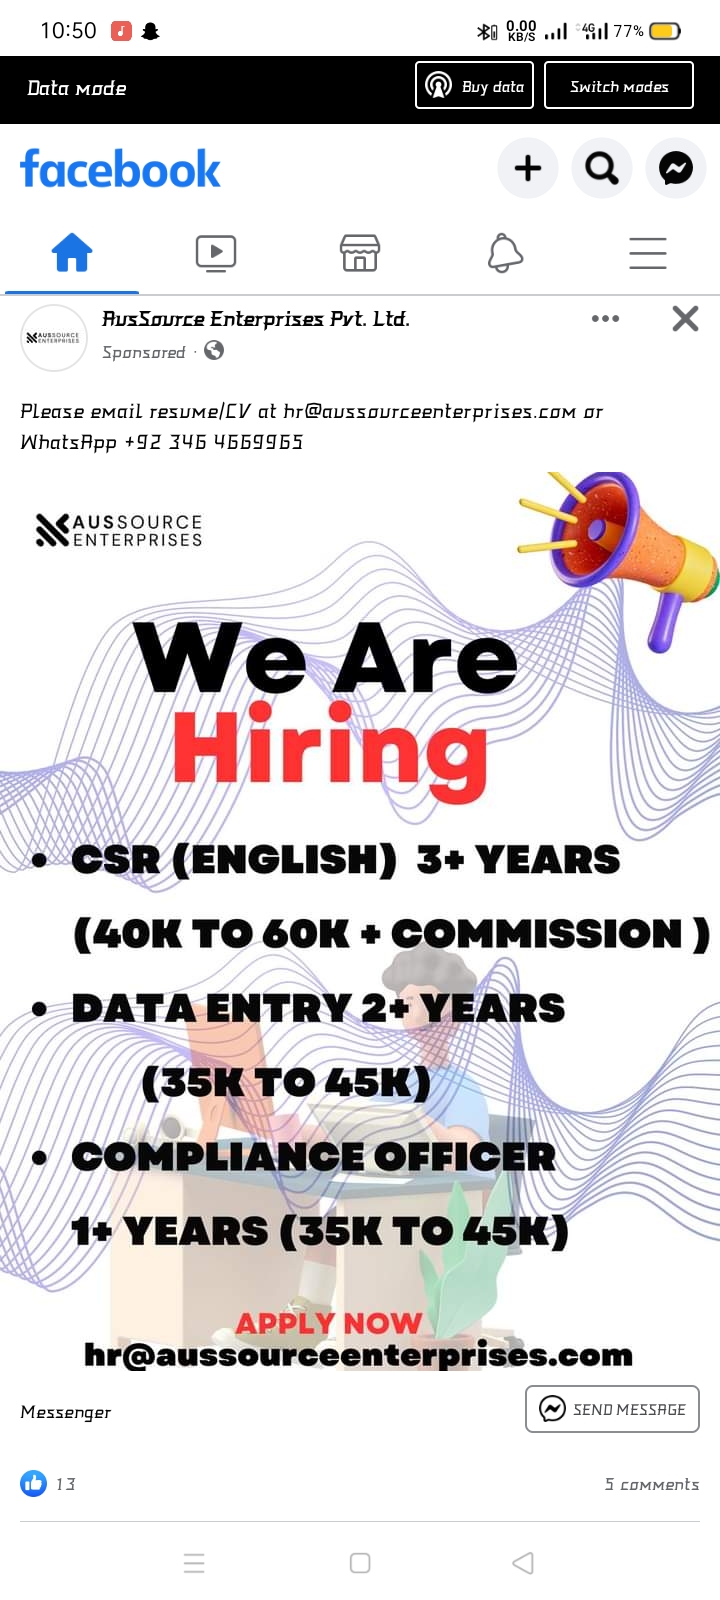 10:50
0.00
KB/S
4G
77%
Data mode
Buy data
Switch modes
facebook
AusSource Enterprises Pvt. Ltd.
Sponsored ·
Please email resume/CV at hr@aussourceenterprises.com or
WhatsApp +92 346 4669965
AUSSOURCE
ENTERPRISES
We Are
Hiring
• CSR (ENGLISH) 3+ YEARS
(40K TO 60K + COMMISSION )
• DATA ENTRY 2+ YEARS
(35K TO 45K)
• COMPLIANCE OFFICER
1+ YEARS (35K TO 45K)
APPLY NOW
hr@aussourceenterprises.com
Messenger
SEND MESSAGE
13
5 comments